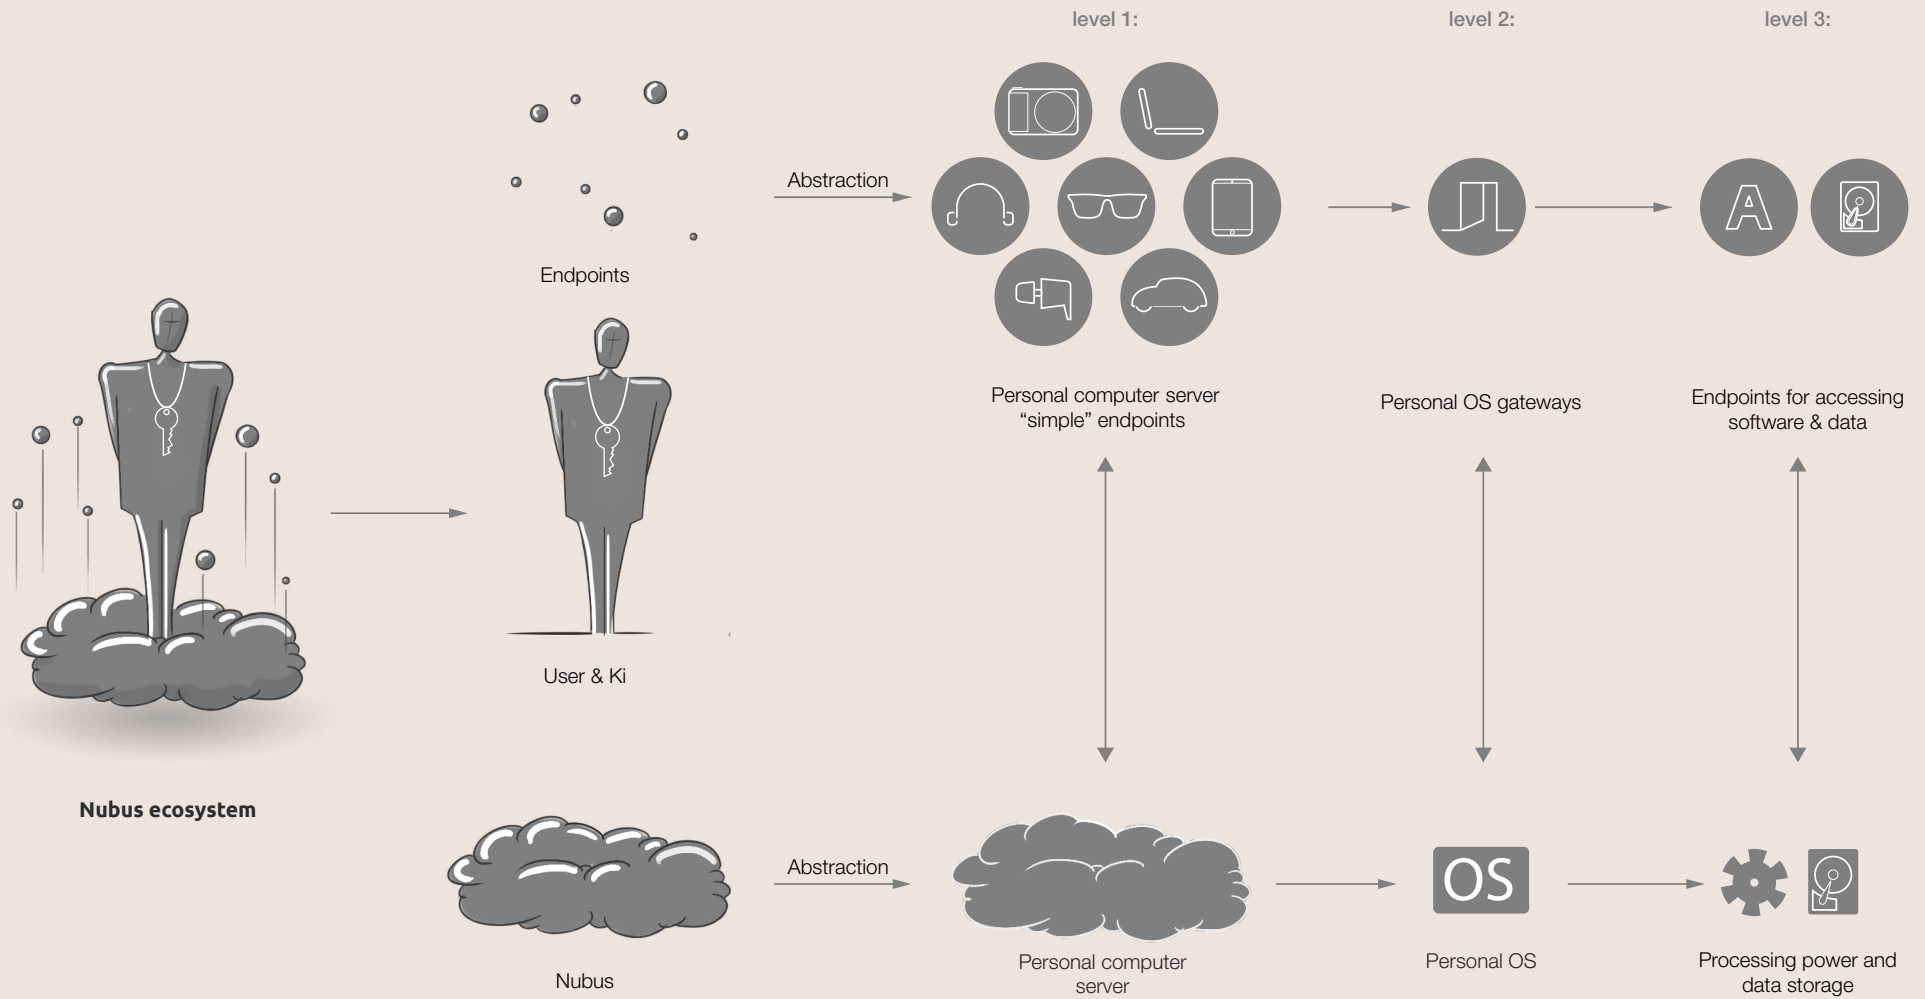 level 1:
level 2:
level 3:
Abstraction
A
Endpoints
Personal computer server
“simple” endpoints
Personal OS gateways
Endpoints for accessing
software & data
User & Ki
Nubus ecosystem
Abstraction
OS
Nubus
Personal computer
server
Personal OS
Processing power and
data storage